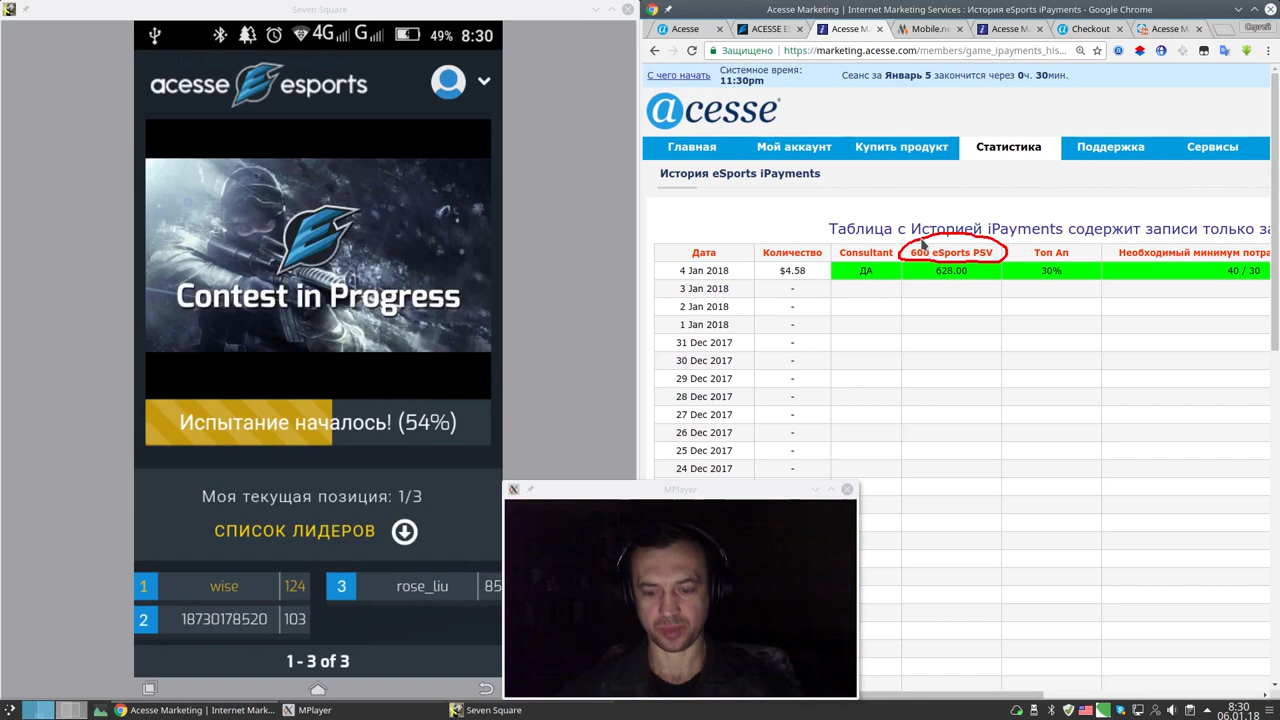 Seven Square
4G G 49% 8:30
acesse esports
Contest in Progress
Испытание началось! (54%)
Моя текущая позиция: 1/3
СПИСОК ЛИДЕРОВ
1 wise 124
3 rose_liu 85
2 18730178520 103
1 - 3 of 3
Acesse Marketing | Internet Marketing Services : История eSports iPayments - Google Chrome
Acesse
ACESSE ES
Acesse M
Mobile.ne
Acesse M
Checkout
Acesse M
Сергей
Защищено https://marketing.acesse.com/members/game_ipayments_his...
С чего начать
Системное время: 11:30pm
Сеанс за Январь 5 закончится через 0ч. 30мин.
acesse
Главная Мой аккаунт Купить продукт Статистика Поддержка Сервисы
История eSports iPayments
Таблица с Историей iPayments содержит записи только за
Дата Количество Consultant 600 eSports PSV Топ Ап Необходимый минимум потра
4 Jan 2018 $4.58 ДА 628.00 30% 40 / 30
3 Jan 2018 -
2 Jan 2018 -
1 Jan 2018 -
31 Dec 2017 -
30 Dec 2017 -
29 Dec 2017 -
28 Dec 2017 -
27 Dec 2017 -
26 Dec 2017 -
25 Dec 2017 -
24 Dec 2017 -
MPlayer
Acesse Marketing | Internet Mark...
MPlayer
Seven Square
8:30
06.01.18